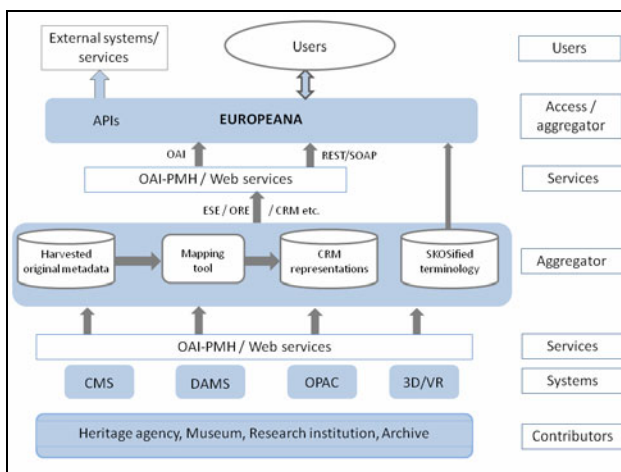 External systems/
services
Users
Users
APIs
EUROPEANA
Access /
aggregator
OAI
REST/SOAP
OAI-PMH / Web services
Services
ESE / ORE / CRM etc.
Harvested
original metadata
Mapping
tool
CRM
representations
SKOSified
terminology
Aggregator
OAI-PMH / Web services
Services
CMS
DAMS
OPAC
3D/VR
Systems
Heritage agency, Museum, Research institution, Archive
Contributors